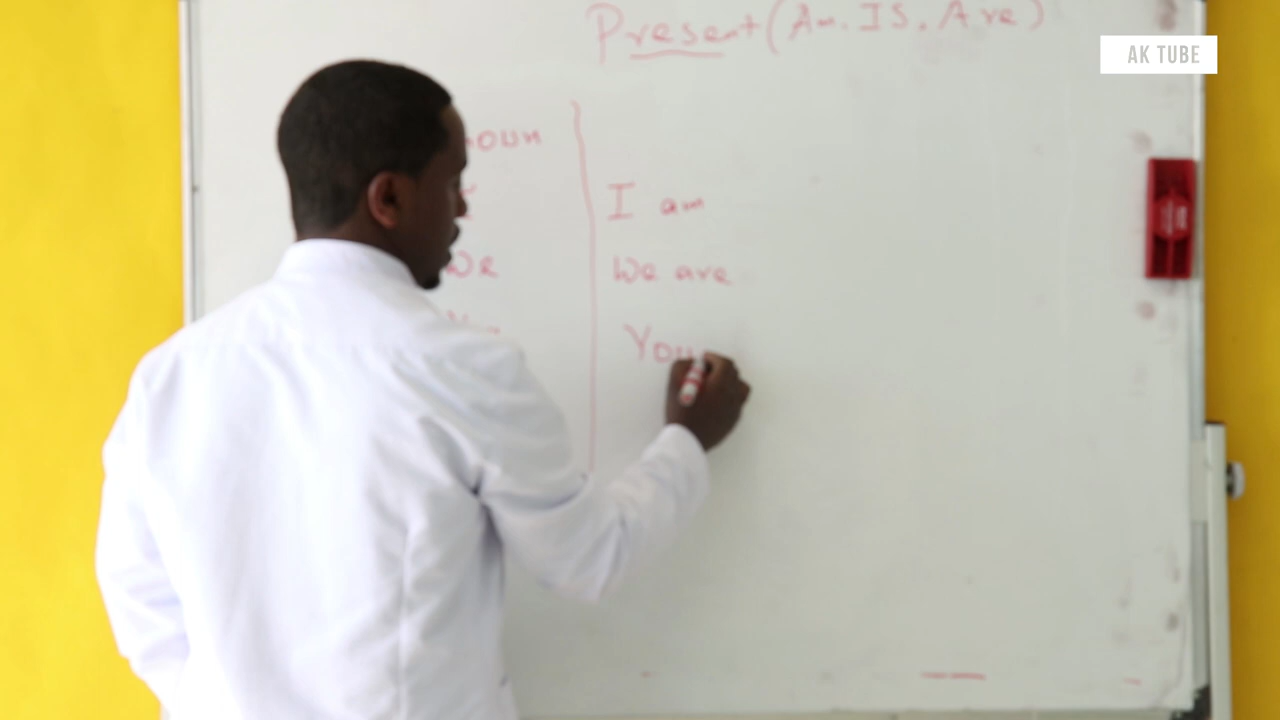 Present (Am. IS. Are)
AK TUBE
noun
I am
We We are
You